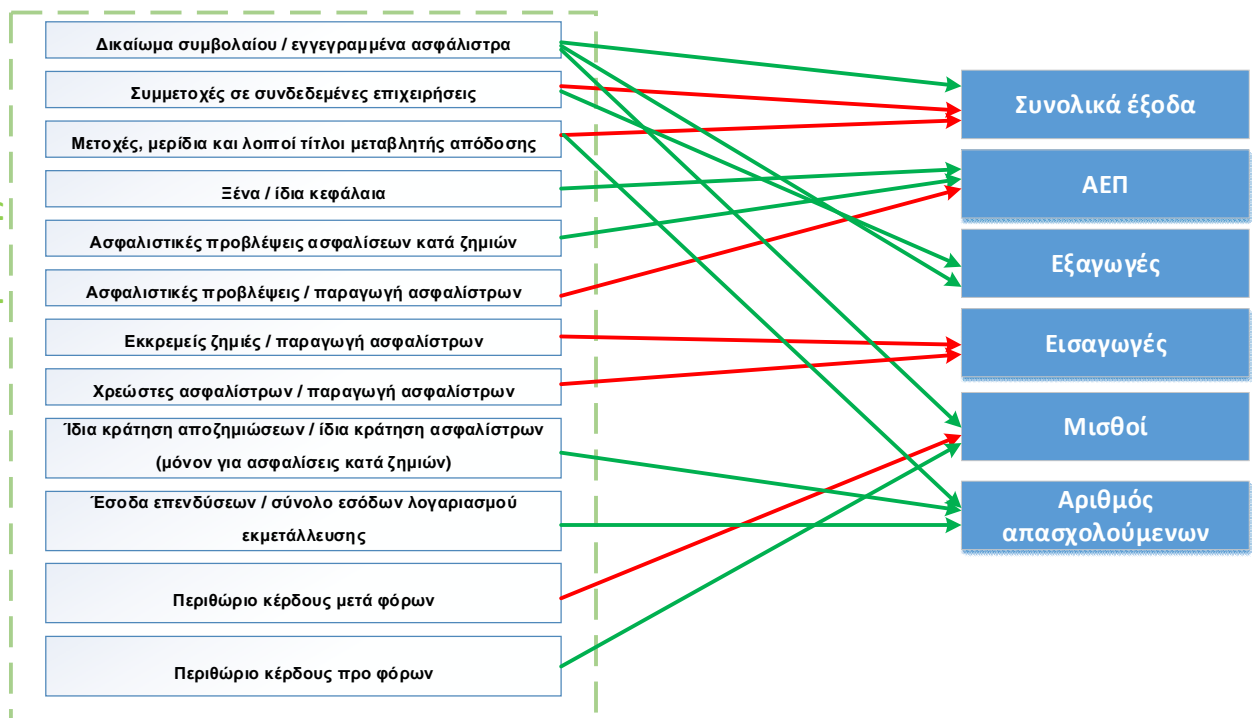 Δικαίωμα συμβολαίου / εγγεγραμμένα ασφάλιστρα
Συμμετοχές σε συνδεδεμένες επιχειρήσεις
Μετοχές, μερίδια και λοιποί τίτλοι μεταβλητής απόδοσης
Ξένα / ίδια κεφάλαια
Ασφαλιστικές προβλέψεις ασφαλίσεων κατά ζημιών
Ασφαλιστικές προβλέψεις / παραγωγή ασφαλίστρων
Εκκρεμείς ζημιές / παραγωγή ασφαλίστρων
Χρεώστες ασφαλίστρων / παραγωγή ασφαλίστρων
Ίδια κράτηση αποζημιώσεων / ίδια κράτηση ασφαλίστρων
(μόνον για ασφαλίσεις κατά ζημιών)
Έσοδα επενδύσεων / σύνολο εσόδων λογαριασμού
εκμετάλλευσης
Περιθώριο κέρδους μετά φόρων
Περιθώριο κέρδους προ φόρων
Συνολικά έξοδα
ΑΕΠ
Εξαγωγές
Εισαγωγές
Μισθοί
Αριθμός
απασχολούμενων